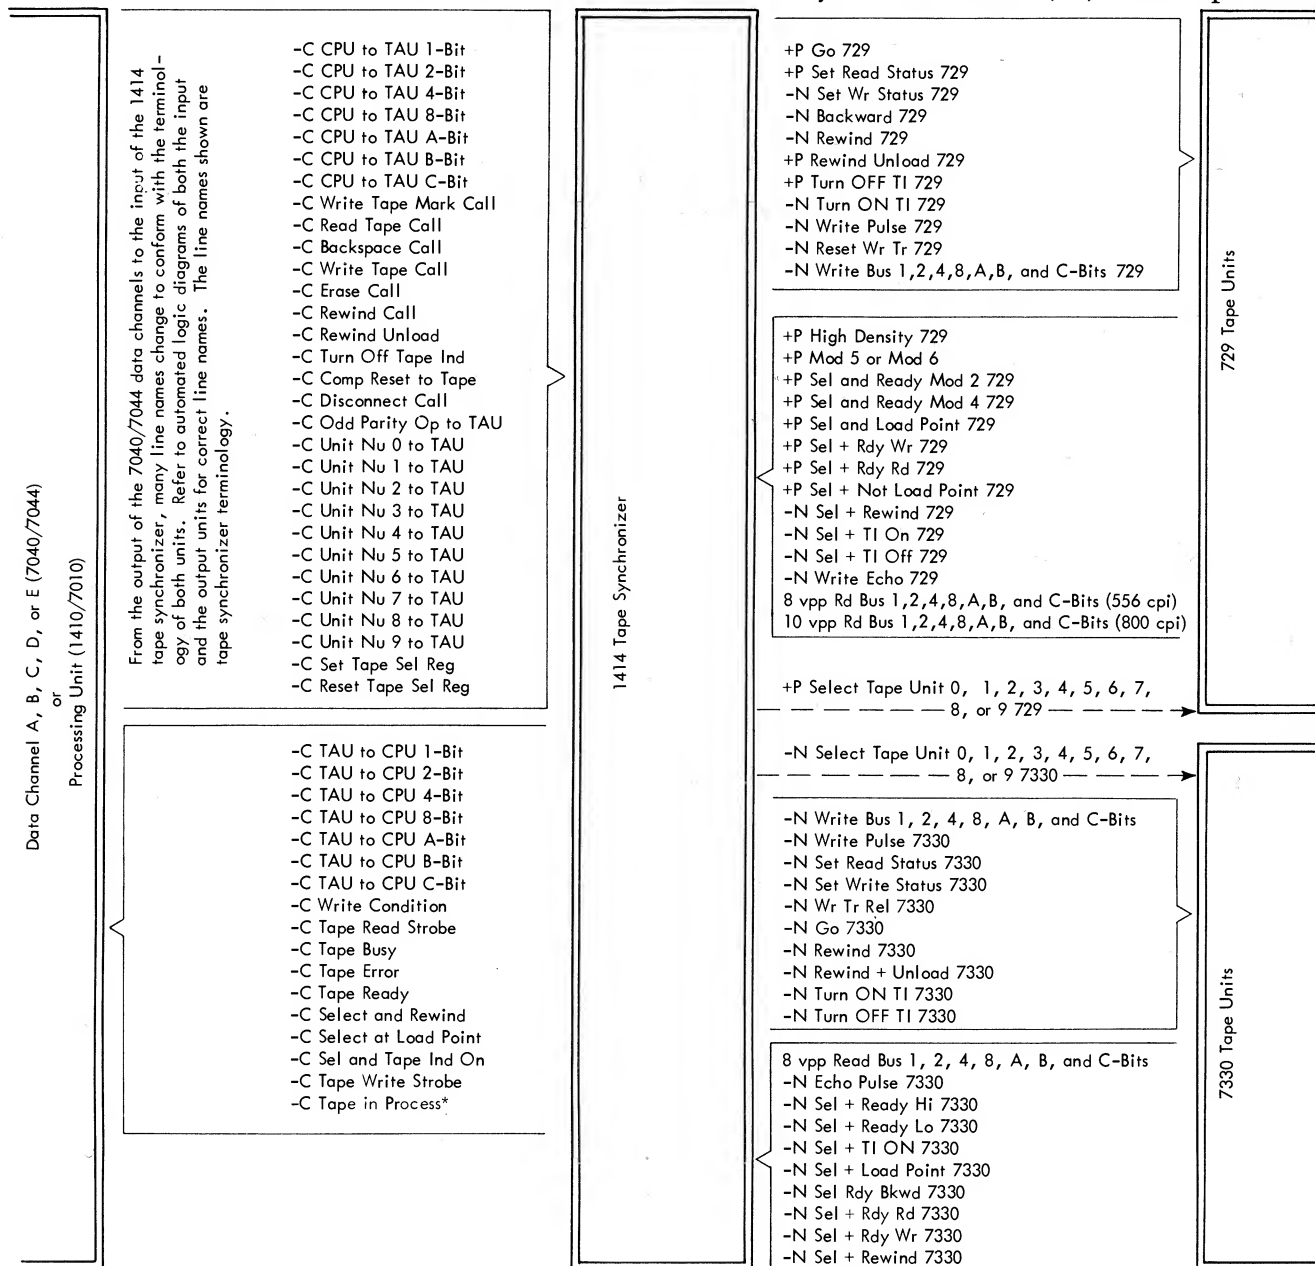 Data Channel A, B, C, D, or E (7040/7044)
or
Processing Unit (1410/7010)
From the output of the 7040/7044 data channels to the input of the 1414
tape synchronizer, many line names change to conform with the terminol-
ogy of both units. Refer to automated logic diagrams of both the input
and the output units for correct line names. The line names shown are
tape synchronizer terminology.
-C CPU to TAU 1-Bit
-C CPU to TAU 2-Bit
-C CPU to TAU 4-Bit
-C CPU to TAU 8-Bit
-C CPU to TAU A-Bit
-C CPU to TAU B-Bit
-C CPU to TAU C-Bit
-C Write Tape Mark Call
-C Read Tape Call
-C Backspace Call
-C Write Tape Call
-C Erase Call
-C Rewind Call
-C Rewind Unload
-C Turn Off Tape Ind
-C Comp Reset to Tape
-C Disconnect Call
-C Odd Parity Op to TAU
-C Unit Nu 0 to TAU
-C Unit Nu 1 to TAU
-C Unit Nu 2 to TAU
-C Unit Nu 3 to TAU
-C Unit Nu 4 to TAU
-C Unit Nu 5 to TAU
-C Unit Nu 6 to TAU
-C Unit Nu 7 to TAU
-C Unit Nu 8 to TAU
-C Unit Nu 9 to TAU
-C Set Tape Sel Reg
-C Reset Tape Sel Reg
-C TAU to CPU 1-Bit
-C TAU to CPU 2-Bit
-C TAU to CPU 4-Bit
-C TAU to CPU 8-Bit
-C TAU to CPU A-Bit
-C TAU to CPU B-Bit
-C TAU to CPU C-Bit
-C Write Condition
-C Tape Read Strobe
-C Tape Busy
-C Tape Error
-C Tape Ready
-C Select and Rewind
-C Select at Load Point
-C Sel and Tape Ind On
-C Tape Write Strobe
-C Tape in Process*
1414 Tape Synchronizer
+P Go 729
+P Set Read Status 729
-N Set Wr Status 729
-N Backward 729
-N Rewind 729
+P Rewind Unload 729
+P Turn OFF TI 729
-N Turn ON TI 729
-N Write Pulse 729
-N Reset Wr Tr 729
-N Write Bus 1,2,4,8,A,B, and C-Bits 729
+P High Density 729
+P Mod 5 or Mod 6
+P Sel and Ready Mod 2 729
+P Sel and Ready Mod 4 729
+P Sel and Load Point 729
+P Sel + Rdy Wr 729
+P Sel + Rdy Rd 729
+P Sel + Not Load Point 729
-N Sel + Rewind 729
-N Sel + TI On 729
-N Sel + TI Off 729
-N Write Echo 729
8 vpp Rd Bus 1,2,4,8,A,B, and C-Bits (556 cpi)
10 vpp Rd Bus 1,2,4,8,A,B, and C-Bits (800 cpi)
+P Select Tape Unit 0, 1, 2, 3, 4, 5, 6, 7,
8, or 9 729
729 Tape Units
-N Select Tape Unit 0, 1, 2, 3, 4, 5, 6, 7,
8, or 9 7330
-N Write Bus 1, 2, 4, 8, A, B, and C-Bits
-N Write Pulse 7330
-N Set Read Status 7330
-N Set Write Status 7330
-N Wr Tr Rel 7330
-N Go 7330
-N Rewind 7330
-N Rewind + Unload 7330
-N Turn ON TI 7330
-N Turn OFF TI 7330
8 vpp Read Bus 1, 2, 4, 8, A, B, and C-Bits
-N Echo Pulse 7330
-N Sel + Ready Hi 7330
-N Sel + Ready Lo 7330
-N Sel + TI ON 7330
-N Sel + Load Point 7330
-N Sel Rdy Bkwd 7330
-N Sel + Rdy Rd 7330
-N Sel + Rdy Wr 7330
-N Sel + Rewind 7330
7330 Tape Units